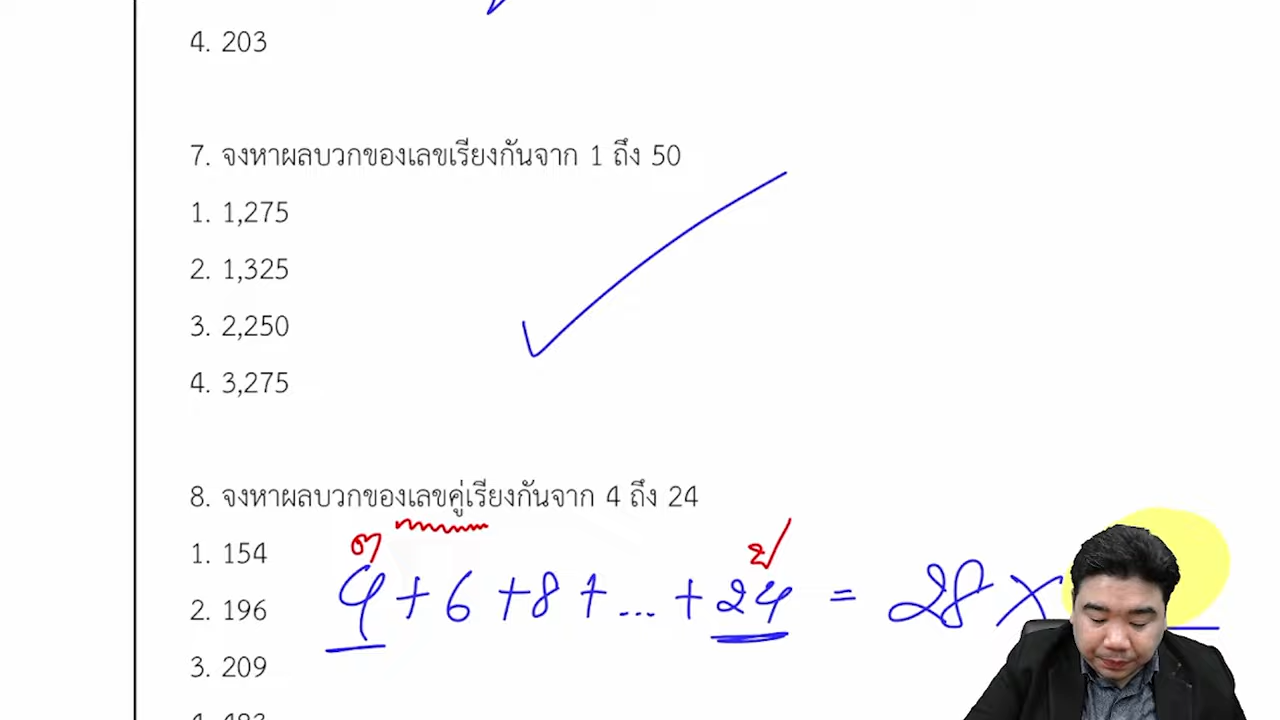 4. 203
7. จงหาผลบวกของเลขเรียงกันจาก 1 ถึง 50
1. 1,275
2. 1,325
3. 2,250
4. 3,275
8. จงหาผลบวกของเลขคู่เรียงกันจาก 4 ถึง 24
1. 154
ต ป
4 + 6 + 8 + ... + 24 = 28 ×
2. 196
3. 209
4. 493